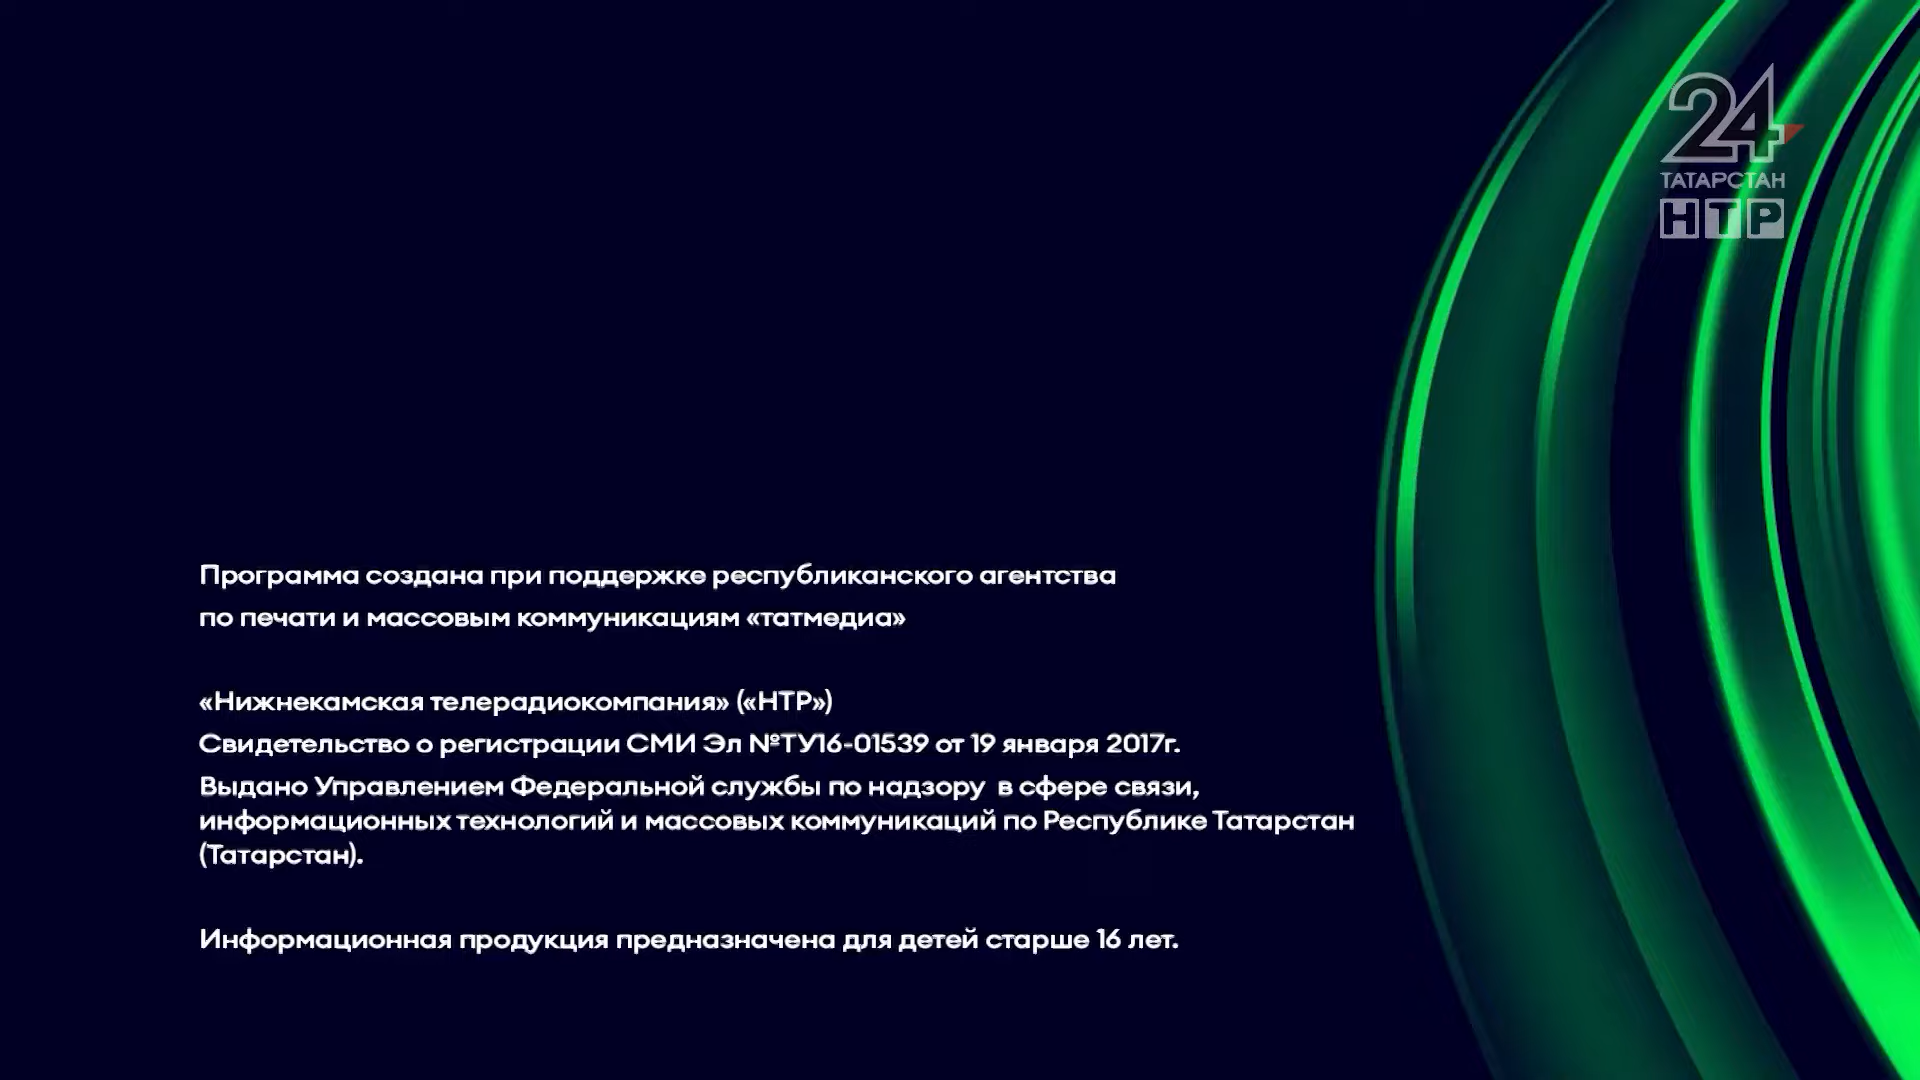 24
ТАТАРСТАН
НТР
Программа создана при поддержке республиканского агентства
по печати и массовым коммуникациям «татмедиа»
«Нижнекамская телерадиокомпания» («НТР»)
Свидетельство о регистрации СМИ Эл №ТУ16-01539 от 19 января 2017г.
Выдано Управлением Федеральной службы по надзору в сфере связи,
информационных технологий и массовых коммуникаций по Республике Татарстан
(Татарстан).
Информационная продукция предназначена для детей старше 16 лет.